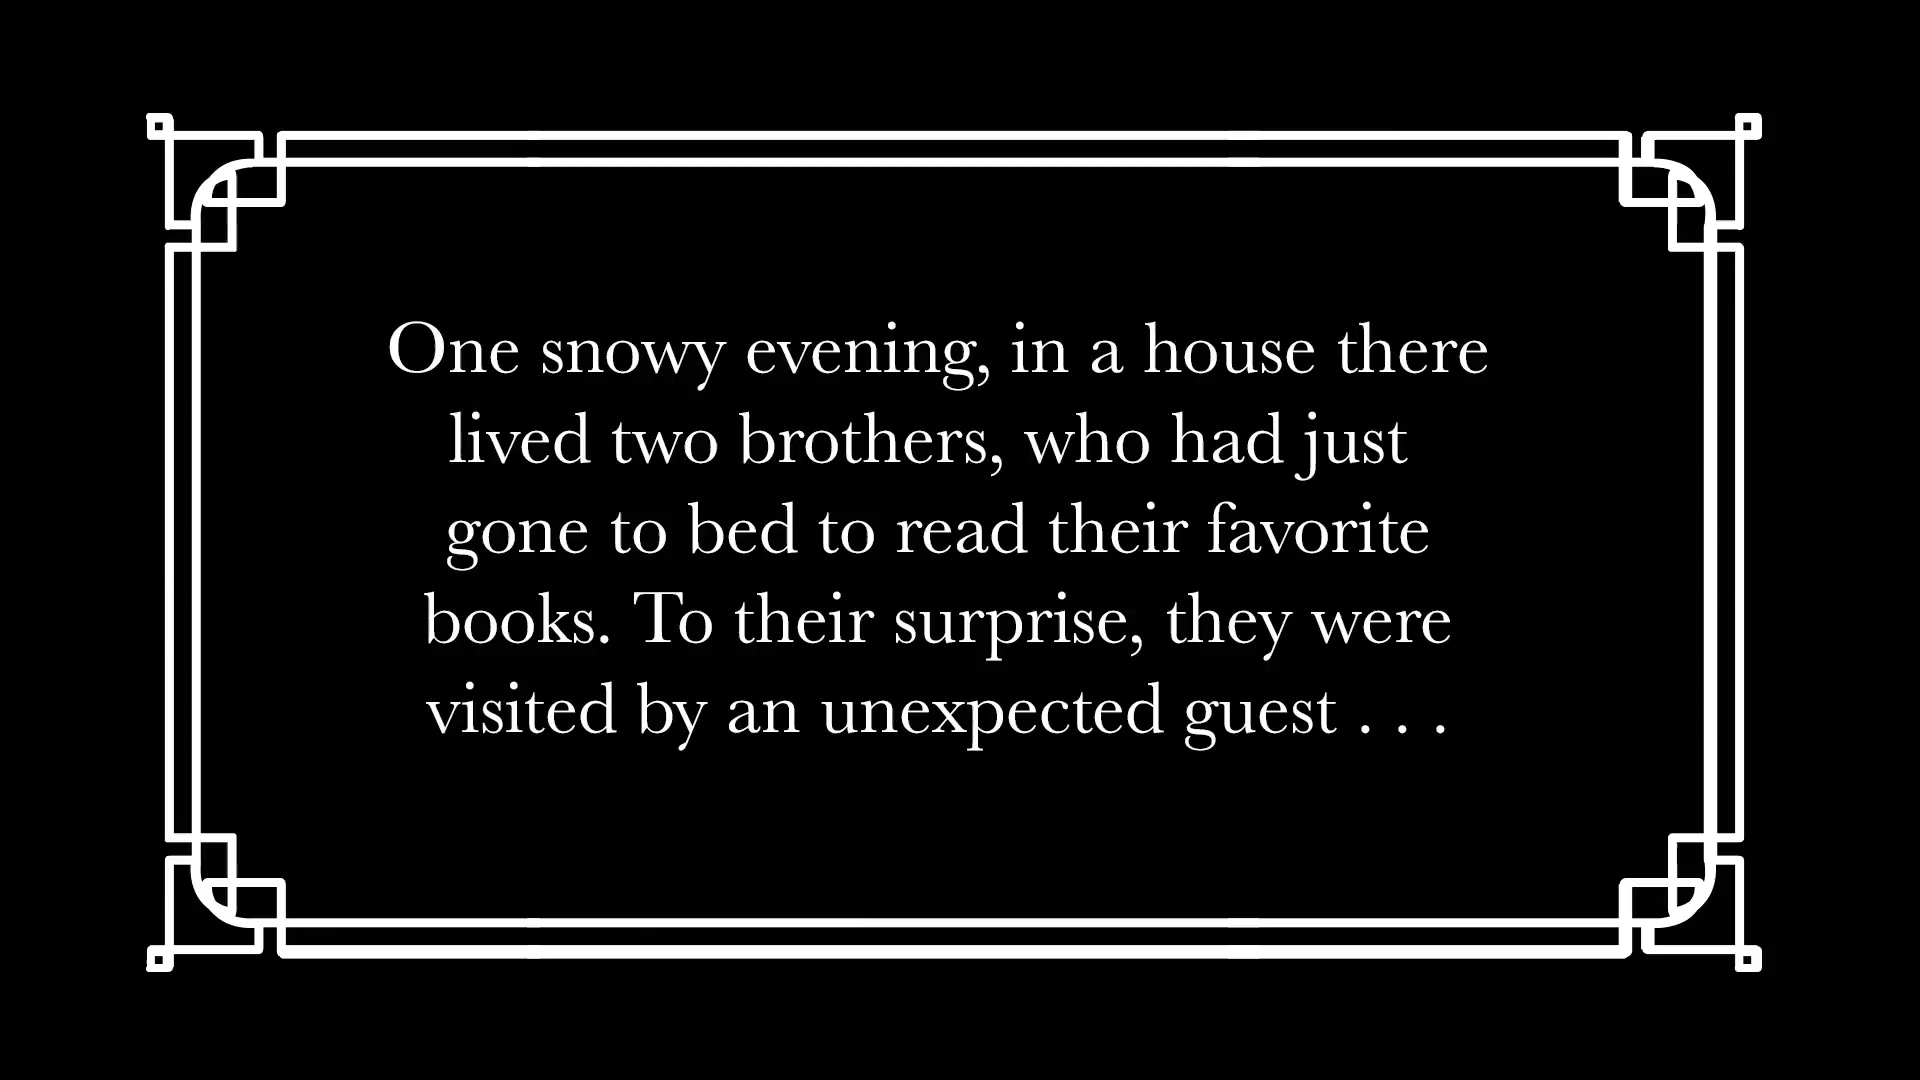 One snowy evening, in a house there
lived two brothers, who had just
gone to bed to read their favorite
books. To their surprise, they were
visited by an unexpected guest . . .